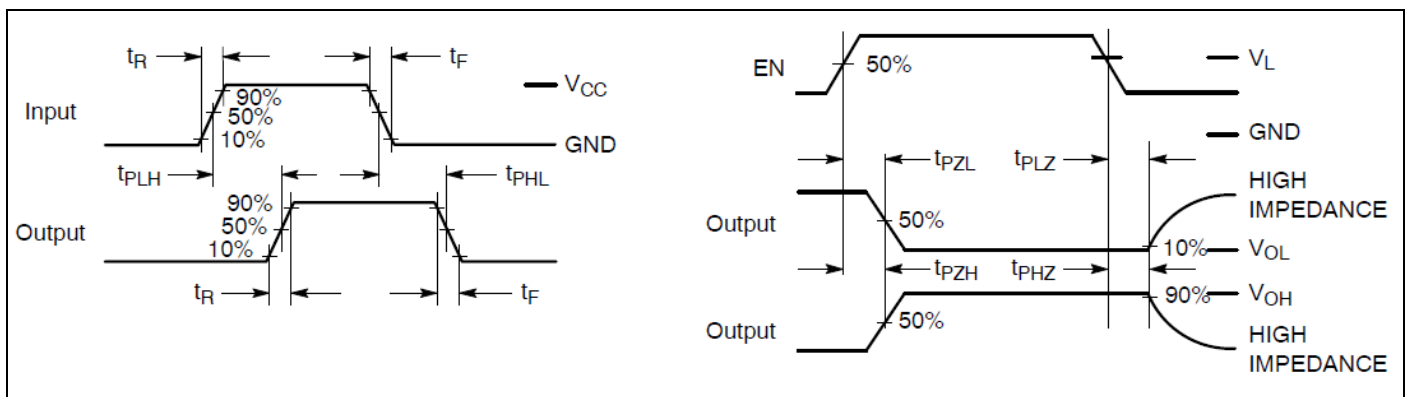 tR
tF
VCC
90%
Input
50%
10%
GND
tPLH
tPHL
90%
50%
Output
10%
tR
tF
EN
50%
VL
GND
tPZL
tPLZ
HIGH
IMPEDANCE
Output
50%
10%
VOL
tPZH
tPHZ
90%
VOH
Output
50%
HIGH
IMPEDANCE